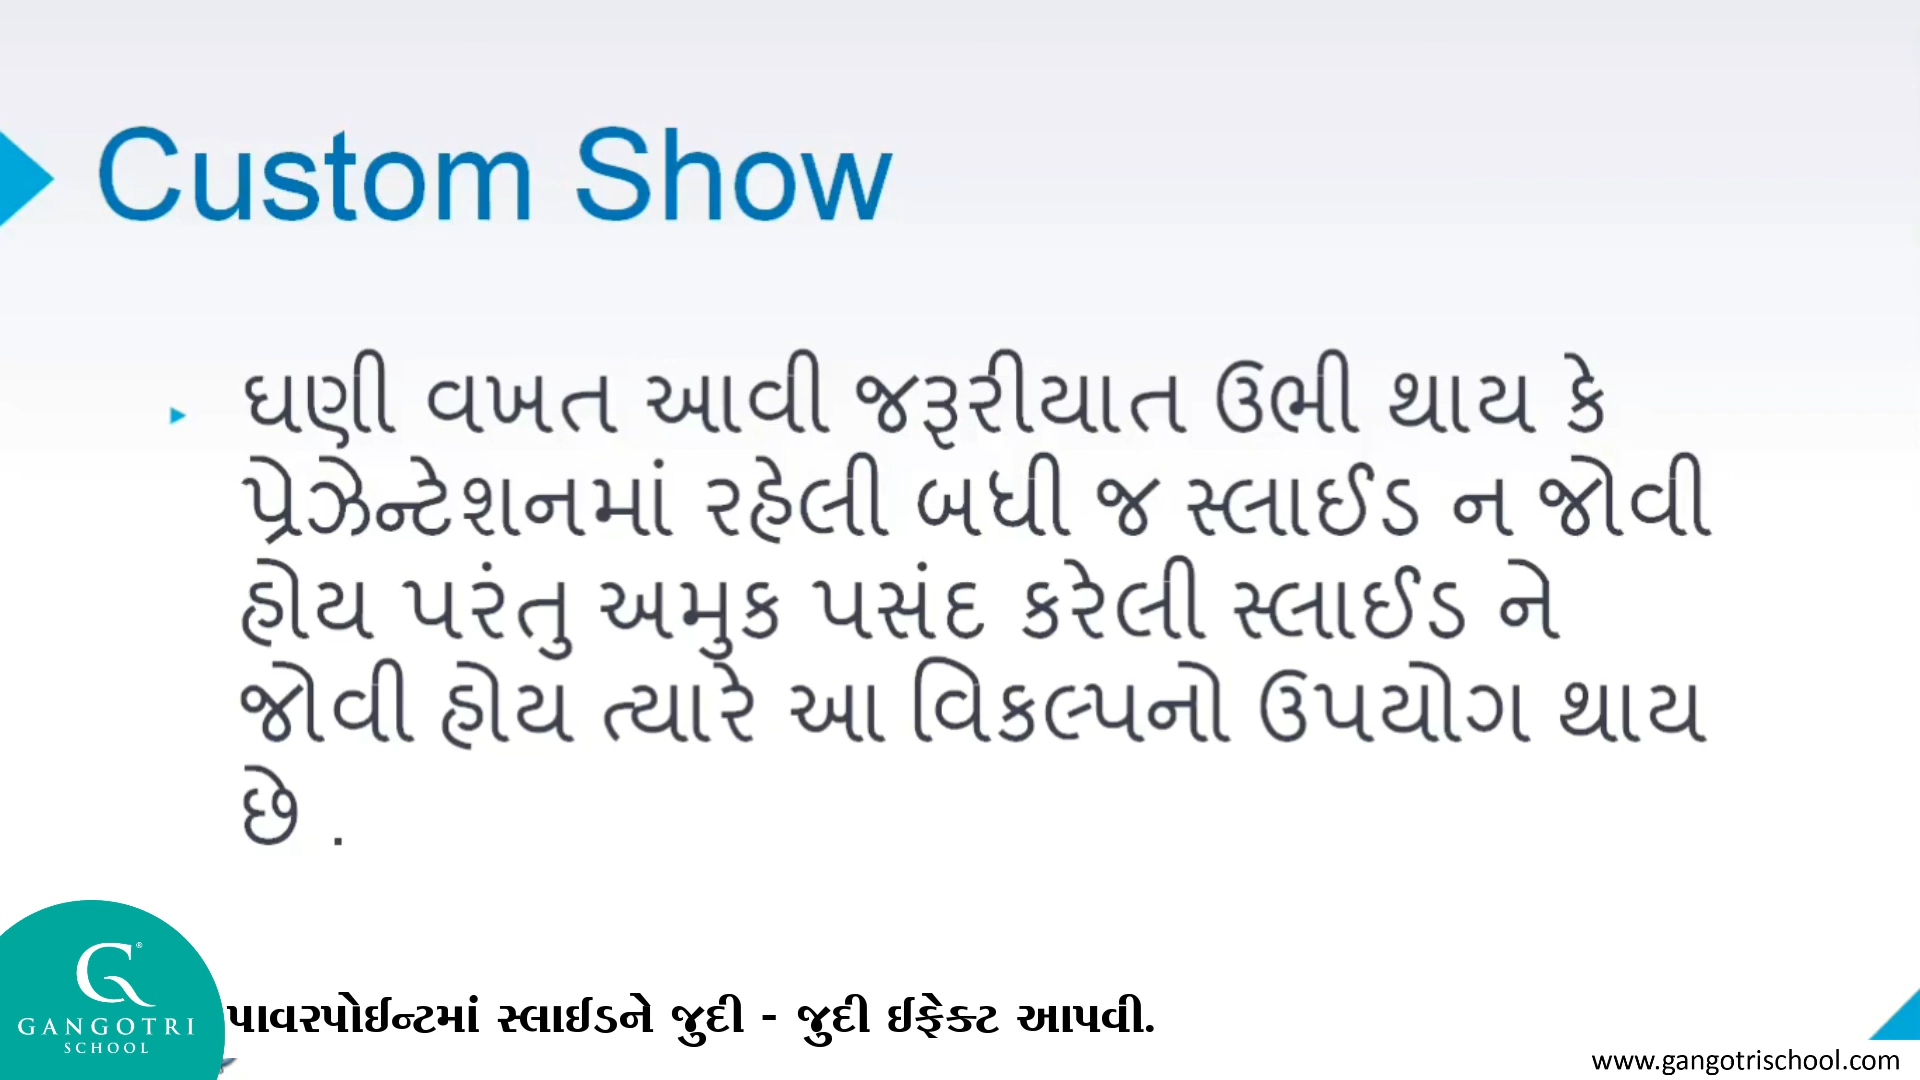 Custom Show
ઘણી વખત આવી જરૂરીયાત ઉભી થાય કે
પ્રેઝેન્ટેશનમાં રહેલી બધી જ સ્લાઈડ ન જોવી
હોય પરંતુ અમુક પસંદ કરેલી સ્લાઈડ ને
જોવી હોય ત્યારે આ વિકલ્પનો ઉપયોગ થાય
છે .
G®
GANGOTRI
SCHOOL
પાવરપોઈન્ટમાં સ્લાઈડને જુદી - જુદી ઈફેક્ટ આપવી.
www.gangotrischool.com